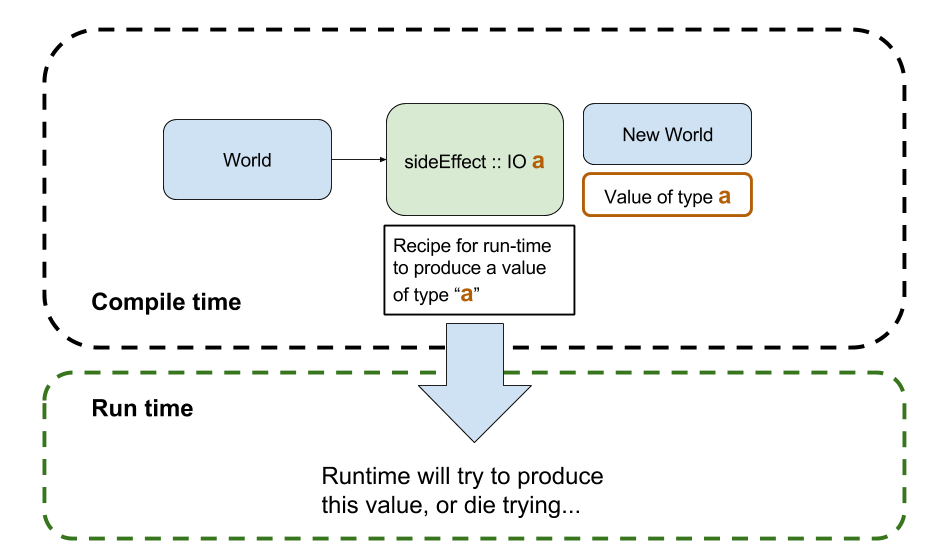 World
sideEffect :: IO a
New World
Value of type a
Recipe for run-time
to produce a value
of type “a”
Compile time
Run time
Runtime will try to produce
this value, or die trying...